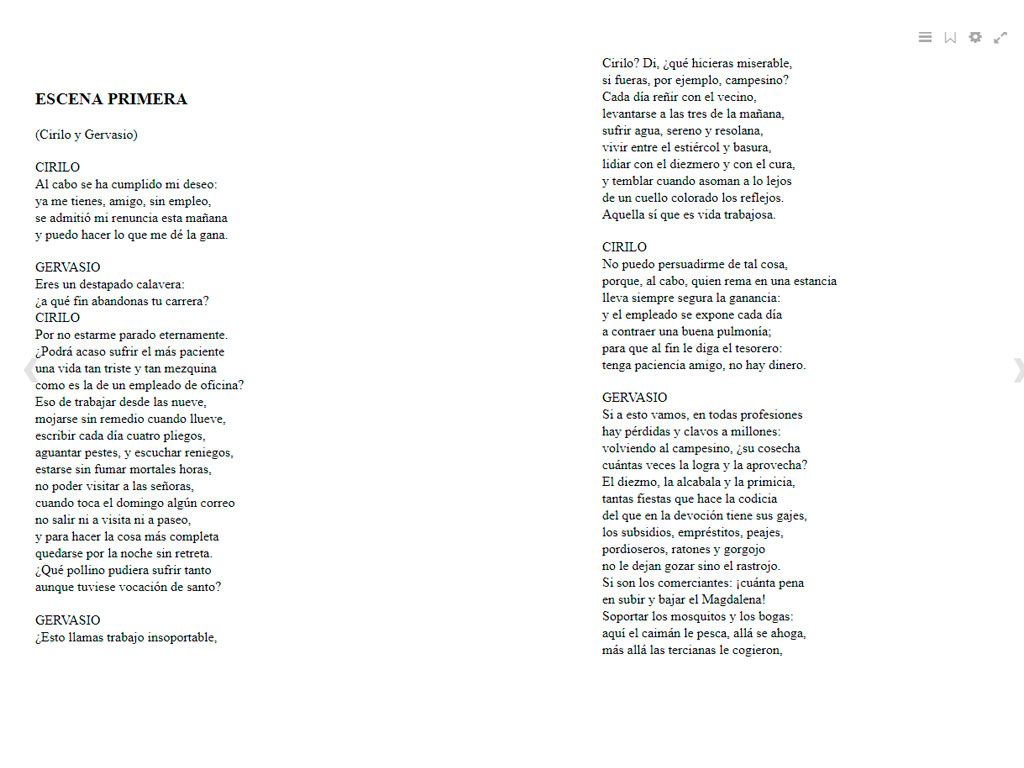 ESCENA PRIMERA
(Cirilo y Gervasio)
CIRILO
Al cabo se ha cumplido mi deseo:
ya me tienes, amigo, sin empleo,
se admitió mi renuncia esta mañana
y puedo hacer lo que me dé la gana.
GERVASIO
Eres un destapado calavera:
¿a qué fin abandonas tu carrera?
CIRILO
Por no estarme parado eternamente.
¿Podrá acaso sufrir el más paciente
una vida tan triste y tan mezquina
como es la de un empleado de oficina?
Eso de trabajar desde las nueve,
mojarse sin remedio cuando llueve,
escribir cada día cuatro pliegos,
aguantar pestes, y escuchar reniegos,
estarse sin fumar mortales horas,
no poder visitar a las señoras,
cuando toca el domingo algún correo
no salir ni a visita ni a paseo,
y para hacer la cosa más completa
quedarse por la noche sin retreta.
¿Qué pollino pudiera sufrir tanto
aunque tuviese vocación de santo?
GERVASIO
¿Esto llamas trabajo insoportable,
Cirilo? Di, ¿qué hicieras miserable,
si fueras, por ejemplo, campesino?
Cada día reñir con el vecino,
levantarse a las tres de la mañana,
sufrir agua, sereno y resolana,
vivir entre el estiércol y basura,
lidiar con el diezmero y con el cura,
y temblar cuando asoman a lo lejos
de un cuello colorado los reflejos.
Aquella sí que es vida trabajosa.
CIRILO
No puedo persuadirme de tal cosa,
porque, al cabo, quien rema en una estancia
lleva siempre segura la ganancia:
y el empleado se expone cada día
a contraer una buena pulmonía;
para que al fin le diga el tesorero:
tenga paciencia amigo, no hay dinero.
GERVASIO
Si a esto vamos, en todas profesiones
hay pérdidas y clavos a millones:
volviendo al campesino, ¿su cosecha
cuántas veces la logra y la aprovecha?
El diezmo, la alcabala y la primicia,
tantas fiestas que hace la codicia
del que en la devoción tiene sus gajes,
los subsidios, empréstitos, peajes,
pordioseros, ratones y gorgojo
no le dejan gozar sino el rastrojo.
Si son los comerciantes: ¡cuánta pena
en subir y bajar el Magdalena!
Soportar los mosquitos y los bogas:
aquí el caimán le pesca, allá se ahoga,
más allá las tercianas le cogieron,